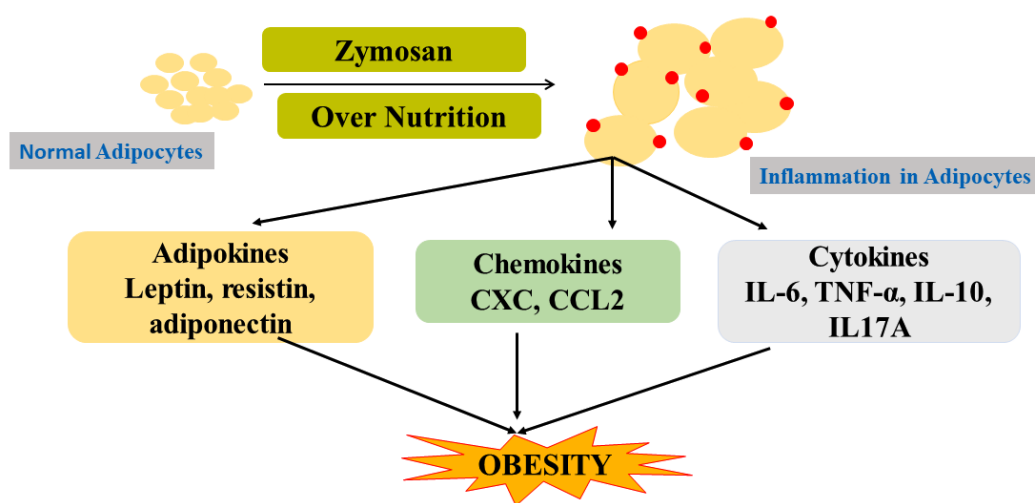 Zymosan
Over Nutrition
Normal Adipocytes
Inflammation in Adipocytes
Adipokines
Leptin, resistin,
adiponectin
Chemokines
CXC, CCL2
Cytokines
IL-6, TNF-α, IL-10,
IL17A
OBESITY